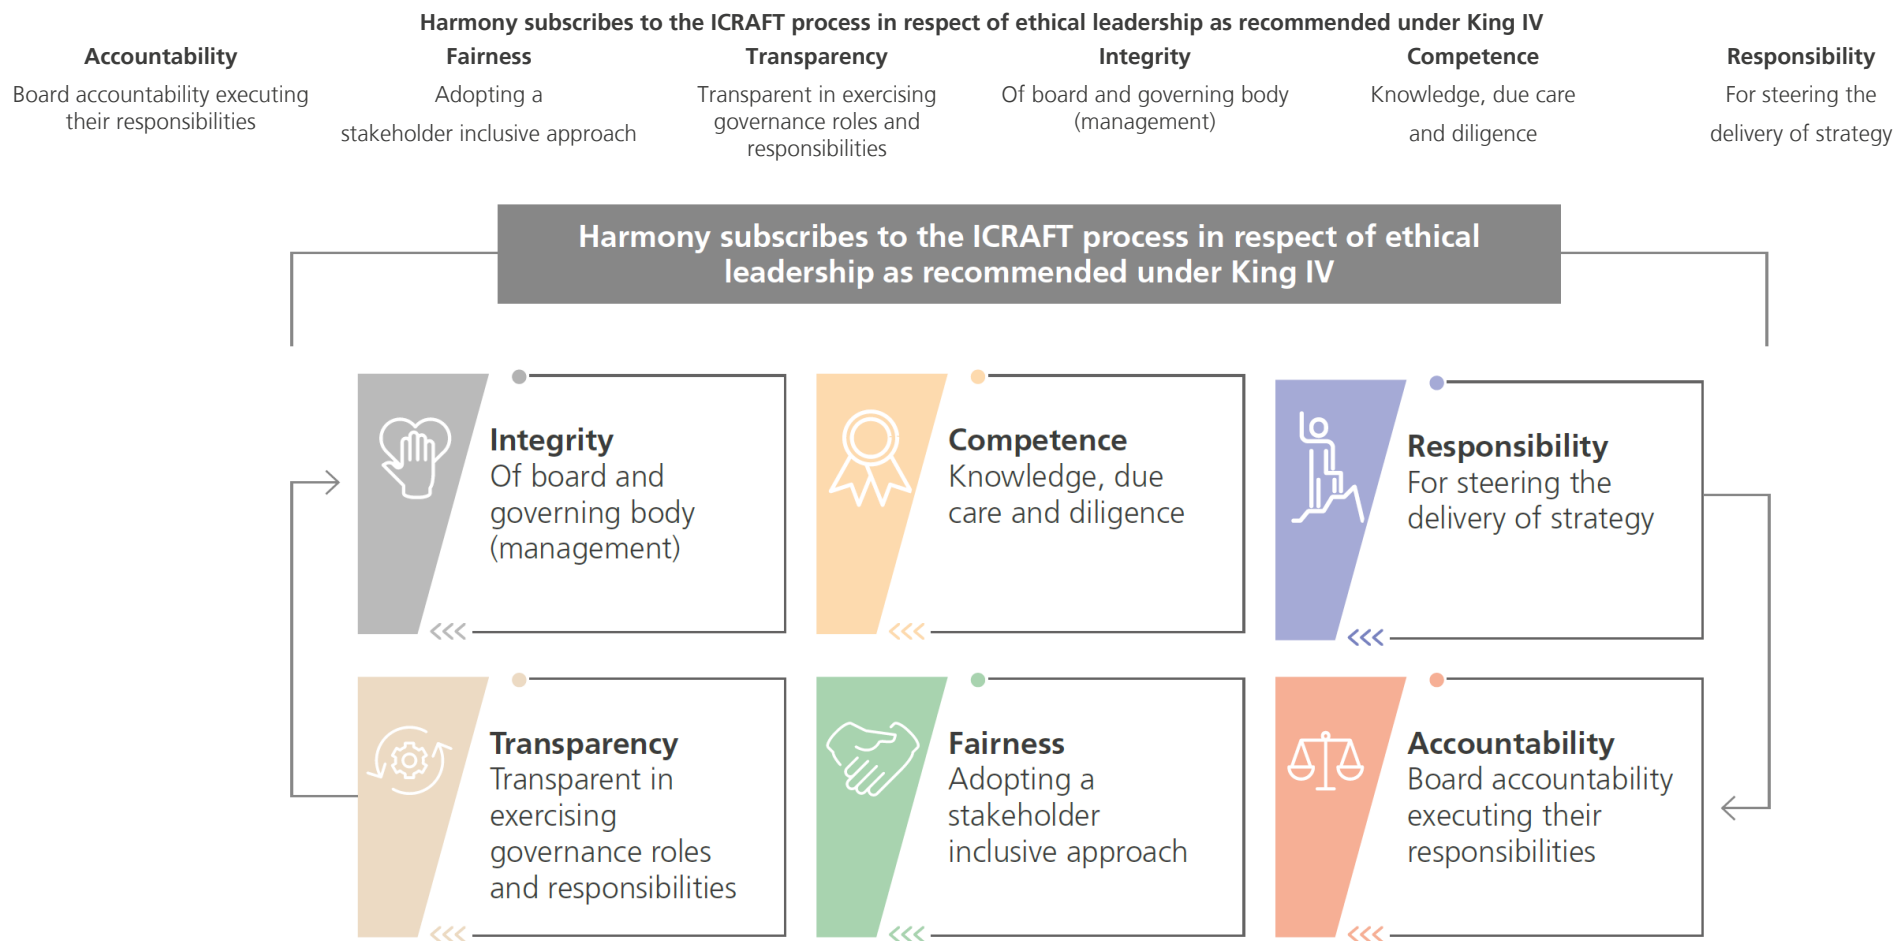 Harmony subscribes to the ICRAFT process in respect of ethical leadership as recommended under King IV
Accountability
Board accountability executing
their responsibilities
Fairness
Adopting a
stakeholder inclusive approach
Transparency
Transparent in exercising
governance roles and
responsibilities
Integrity
Of board and governing body
(management)
Competence
Knowledge, due care
and diligence
Responsibility
For steering the
delivery of strategy
Harmony subscribes to the ICRAFT process in respect of ethical
leadership as recommended under King IV
Integrity
Of board and
governing body
(management)
Competence
Knowledge, due
care and diligence
Responsibility
For steering the
delivery of strategy
Transparency
Transparent in
exercising
governance roles
and responsibilities
Fairness
Adopting a
stakeholder
inclusive approach
Accountability
Board accountability
executing their
responsibilities